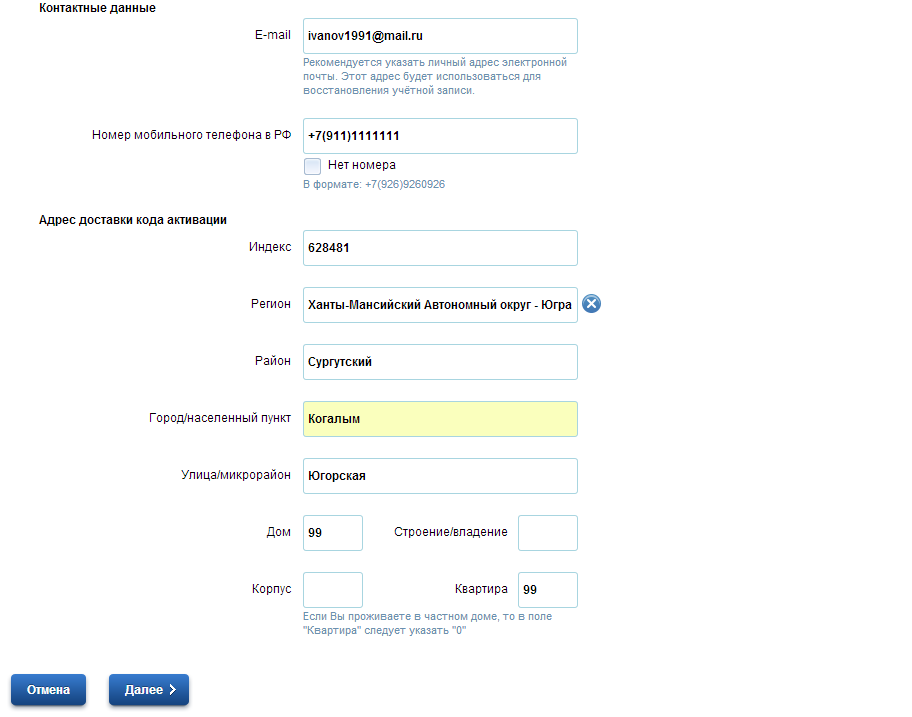 Контактные данные
E-mail
ivanov1991@mail.ru
Рекомендуется указать личный адрес электронной
почты. Этот адрес будет использоваться для
восстановления учётной записи.
Номер мобильного телефона в РФ
+7(911)1111111
Нет номера
В формате: +7(926)9260926
Адрес доставки кода активации
Индекс
628481
Регион
Ханты-Мансийский Автономный округ - Югра
Район
Сургутский
Город/населенный пункт
Когалым
Улица/микрорайон
Югорская
Дом 99 Строение/владение
Корпус Квартира 99
Если Вы проживаете в частном доме, то в поле
"Квартира" следует указать "0"
Отмена Далее